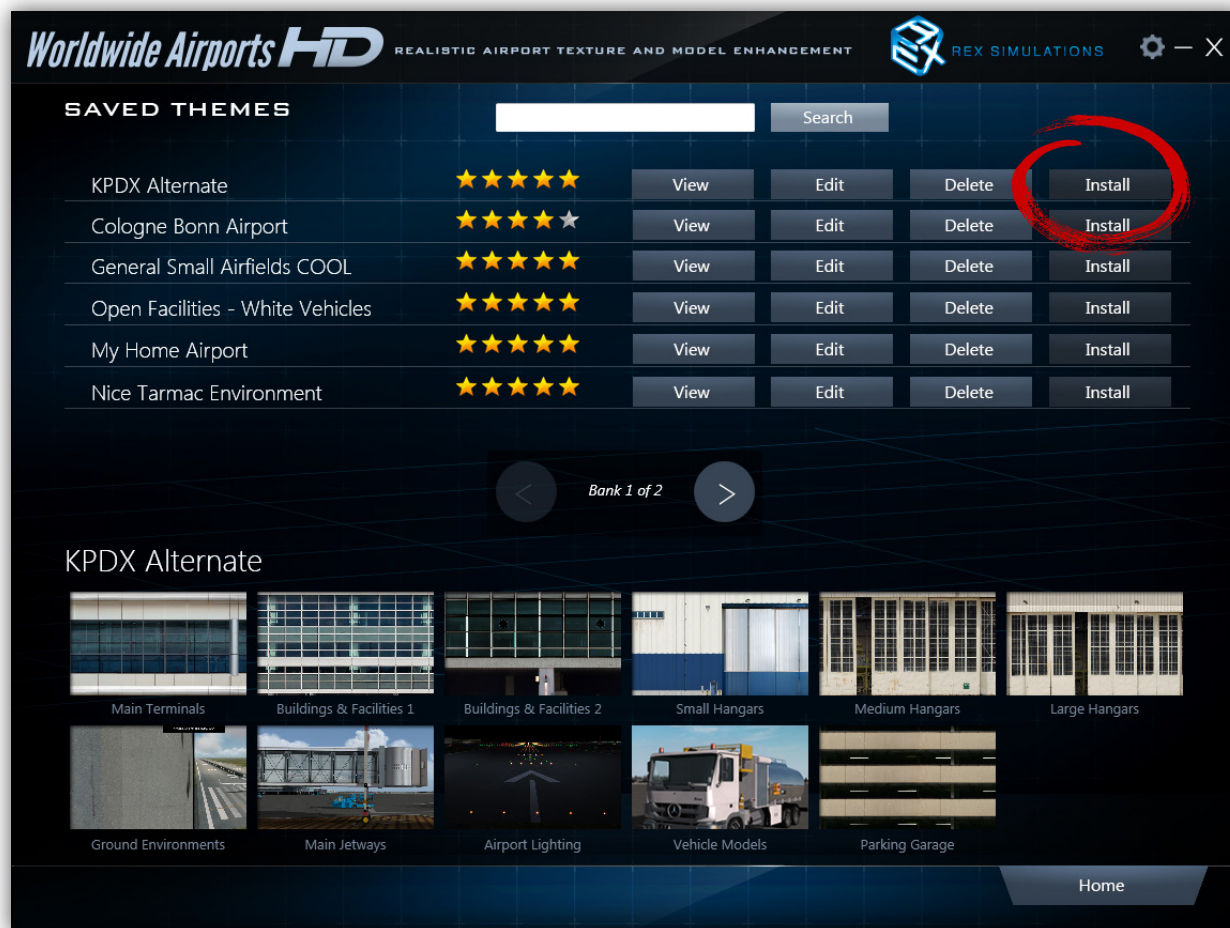 Worldwide Airports HD REALISTIC AIRPORT TEXTURE AND MODEL ENHANCEMENT REX REX SIMULATIONS
SAVED THEMES
Search
KPDX Alternate View Edit Delete Install
Cologne Bonn Airport View Edit Delete Install
General Small Airfields COOL View Edit Delete Install
Open Facilities - White Vehicles View Edit Delete Install
My Home Airport View Edit Delete Install
Nice Tarmac Environment View Edit Delete Install
< Bank 1 of 2 >
KPDX Alternate
Main Terminals Buildings & Facilities 1 Buildings & Facilities 2 Small Hangars Medium Hangars Large Hangars
Ground Environments Main Jetways Airport Lighting Vehicle Models Parking Garage
Home